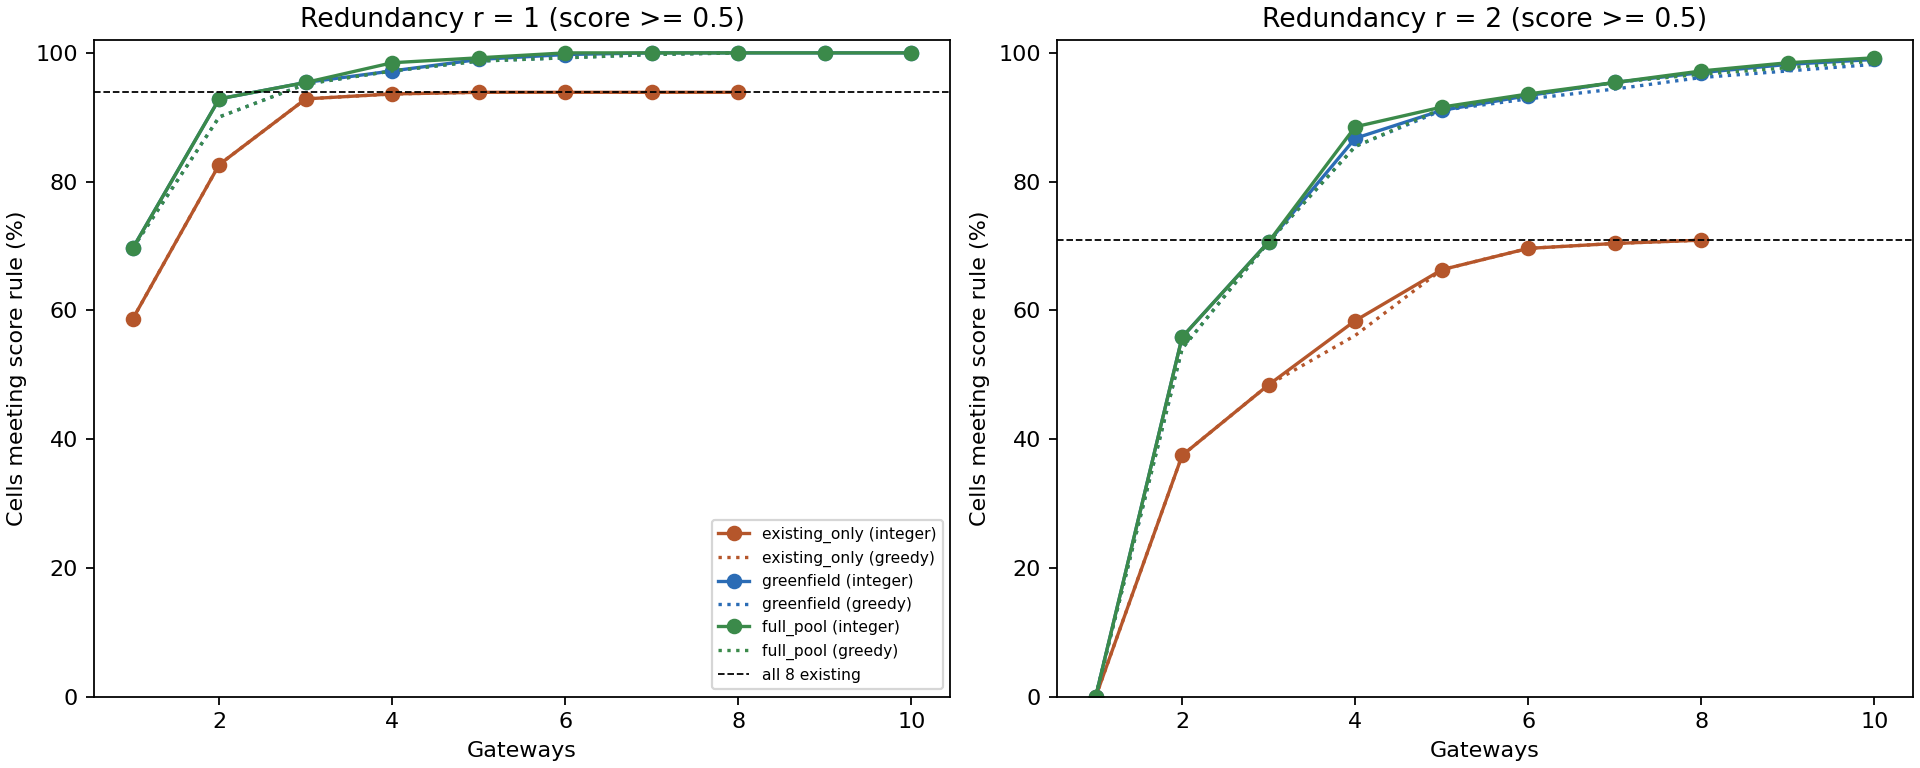 Redundancy r = 1 (score >= 0.5)
Cells meeting score rule (%)
100
80
60
40
20
0
2
4
6
8
10
Gateways
existing_only (integer)
existing_only (greedy)
greenfield (integer)
greenfield (greedy)
full_pool (integer)
full_pool (greedy)
all 8 existing
Redundancy r = 2 (score >= 0.5)
Cells meeting score rule (%)
100
80
60
40
20
0
2
4
6
8
10
Gateways